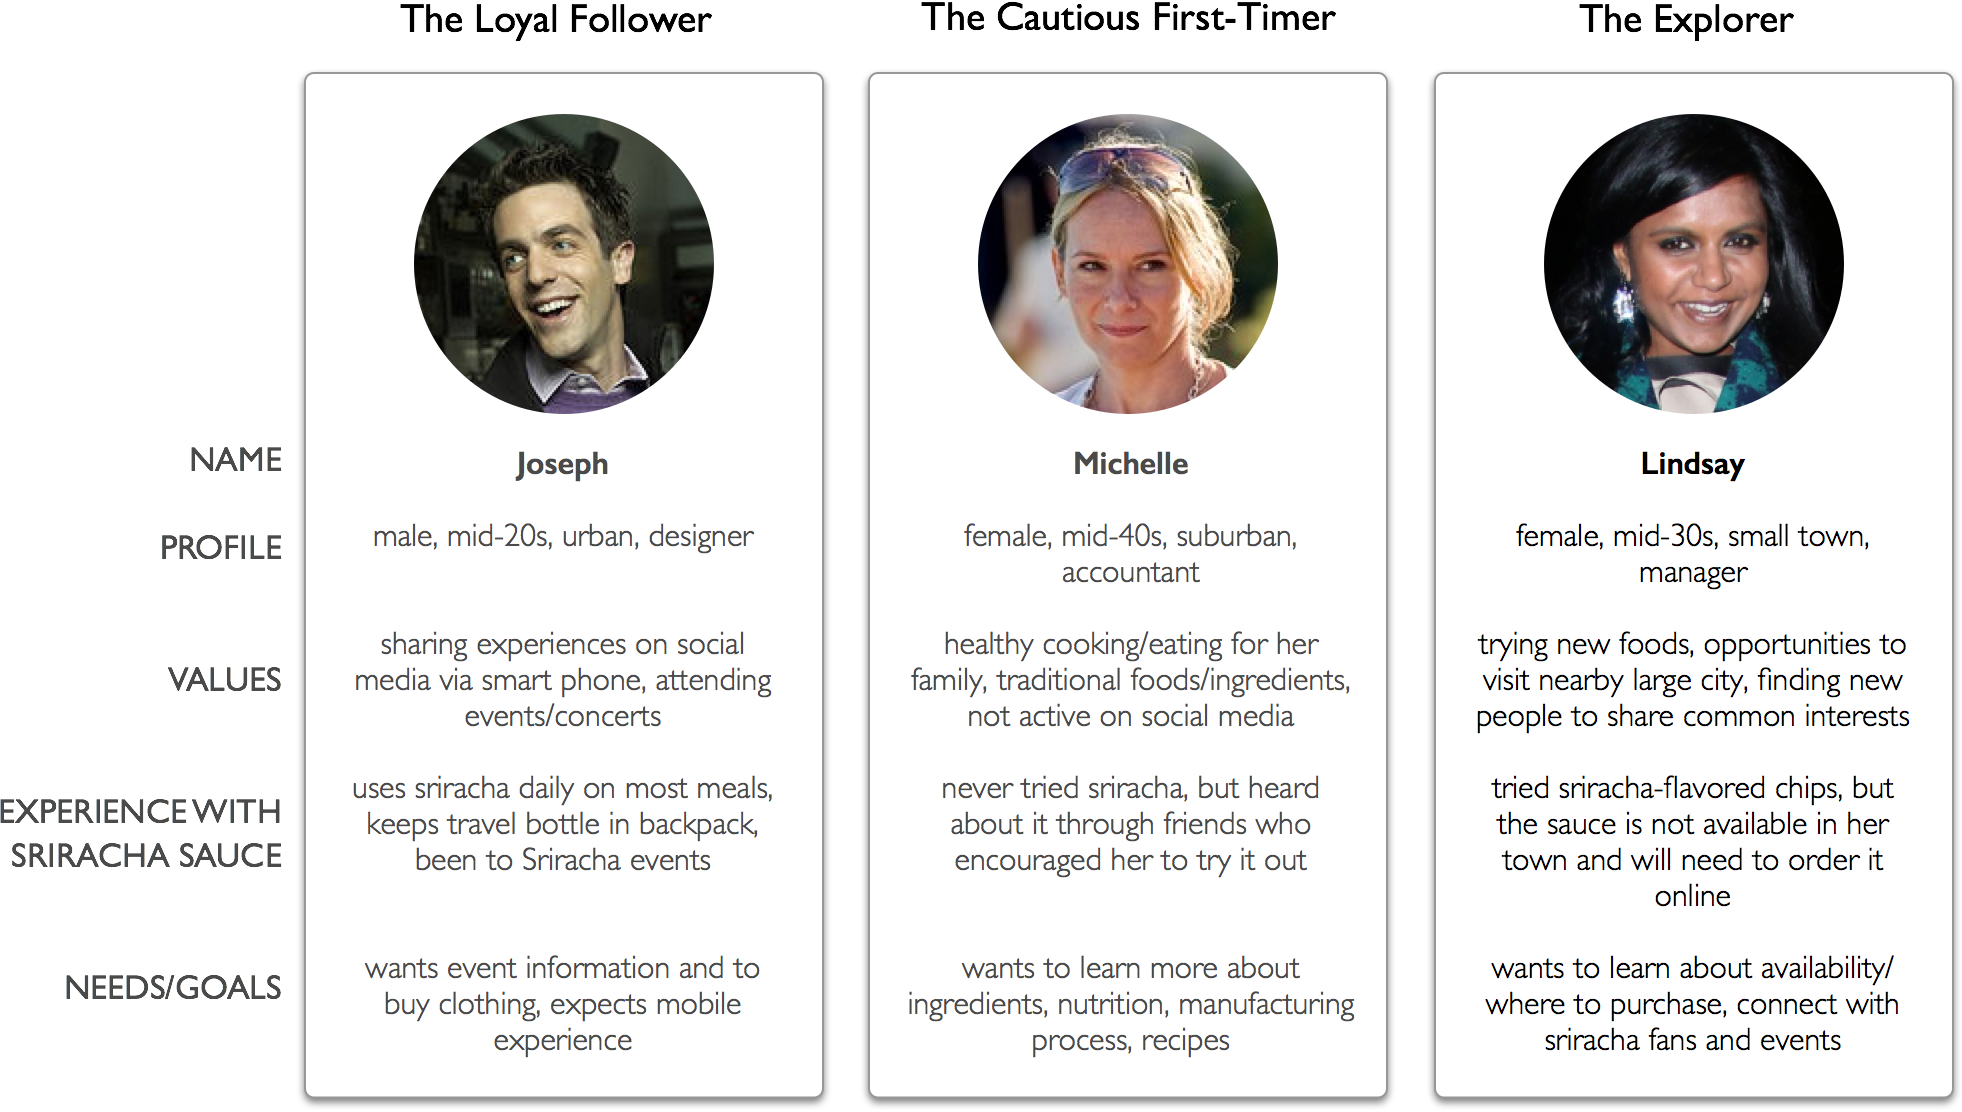 The Loyal Follower
The Cautious First-Timer
The Explorer
NAME
Joseph
Michelle
Lindsay
PROFILE
male, mid-20s, urban, designer
female, mid-40s, suburban,
accountant
female, mid-30s, small town,
manager
VALUES
sharing experiences on social
media via smart phone, attending
events/concerts
healthy cooking/eating for her
family, traditional foods/ingredients,
not active on social media
trying new foods, opportunities to
visit nearby large city, finding new
people to share common interests
EXPERIENCE WITH
SRIRACHA SAUCE
uses sriracha daily on most meals,
keeps travel bottle in backpack,
been to Sriracha events
never tried sriracha, but heard
about it through friends who
encouraged her to try it out
tried sriracha-flavored chips, but
the sauce is not available in her
town and will need to order it
online
NEEDS/GOALS
wants event information and to
buy clothing, expects mobile
experience
wants to learn more about
ingredients, nutrition, manufacturing
process, recipes
wants to learn about availability/
where to purchase, connect with
sriracha fans and events